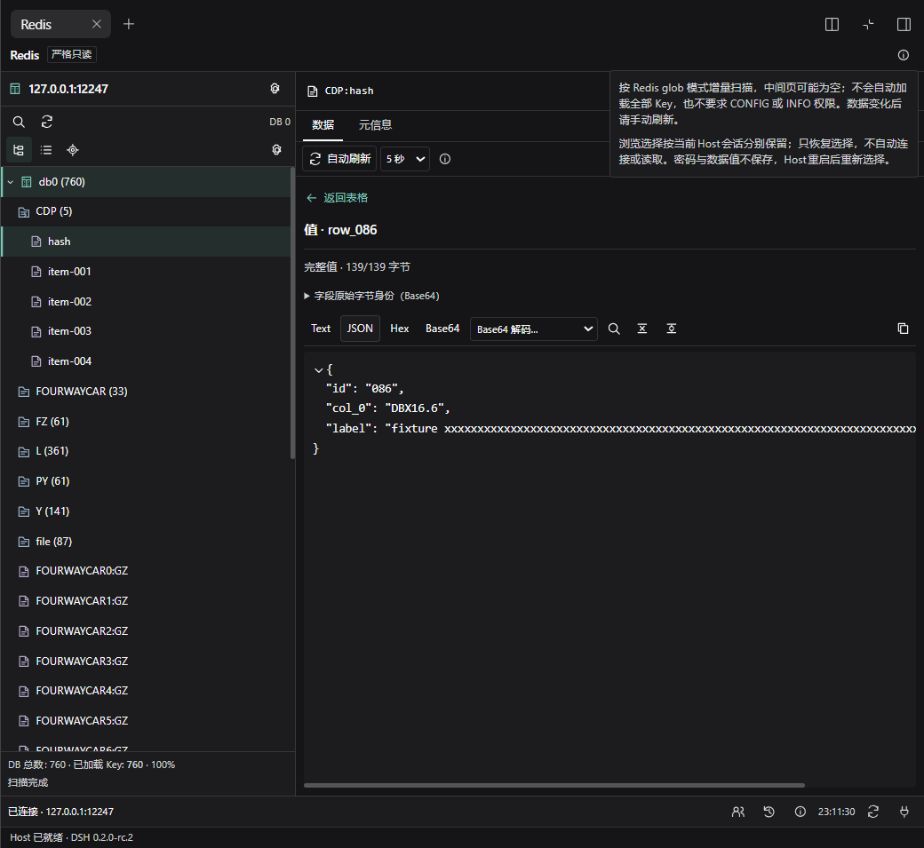 Redis
Redis 严格只读
127.0.0.1:12247
DB 0
db0 (760)
CDP (5)
hash
item-001
item-002
item-003
item-004
FOURWAYCAR (33)
FZ (61)
L (361)
PY (61)
Y (141)
file (87)
FOURWAYCAR0:GZ
FOURWAYCAR1:GZ
FOURWAYCAR2:GZ
FOURWAYCAR3:GZ
FOURWAYCAR4:GZ
FOURWAYCAR5:GZ
FOURWAYCAR6:GZ
DB 总数: 760 · 已加载 Key: 760 · 100%
扫描完成
CDP:hash
数据 元信息
自动刷新 5 秒
按 Redis glob 模式增量扫描，中间页可能为空；不会自动加
载全部 Key，也不要求 CONFIG 或 INFO 权限。数据变化后
请手动刷新。
浏览选择按当前 Host 会话分别保留；只恢复选择，不自动连
接或读取。密码与数据值不保存，Host 重启后重新选择。
← 返回表格
值 · row_086
完整值 · 139/139 字节
字段原始字节身份（Base64）
Text JSON Hex Base64 Base64 解码...
{
"id": "086",
"col_0": "DBX16.6",
"label": "fixture xxxxxxxxxxxxxxxxxxxxxxxxxxxxxxxxxxxxxxxxxxxxxxxxxxxxxxxxxxxxxxxxxxxxxxxx
}
已连接 · 127.0.0.1:12247
23:11:30
Host 已就绪 · DSH 0.2.0-rc.2